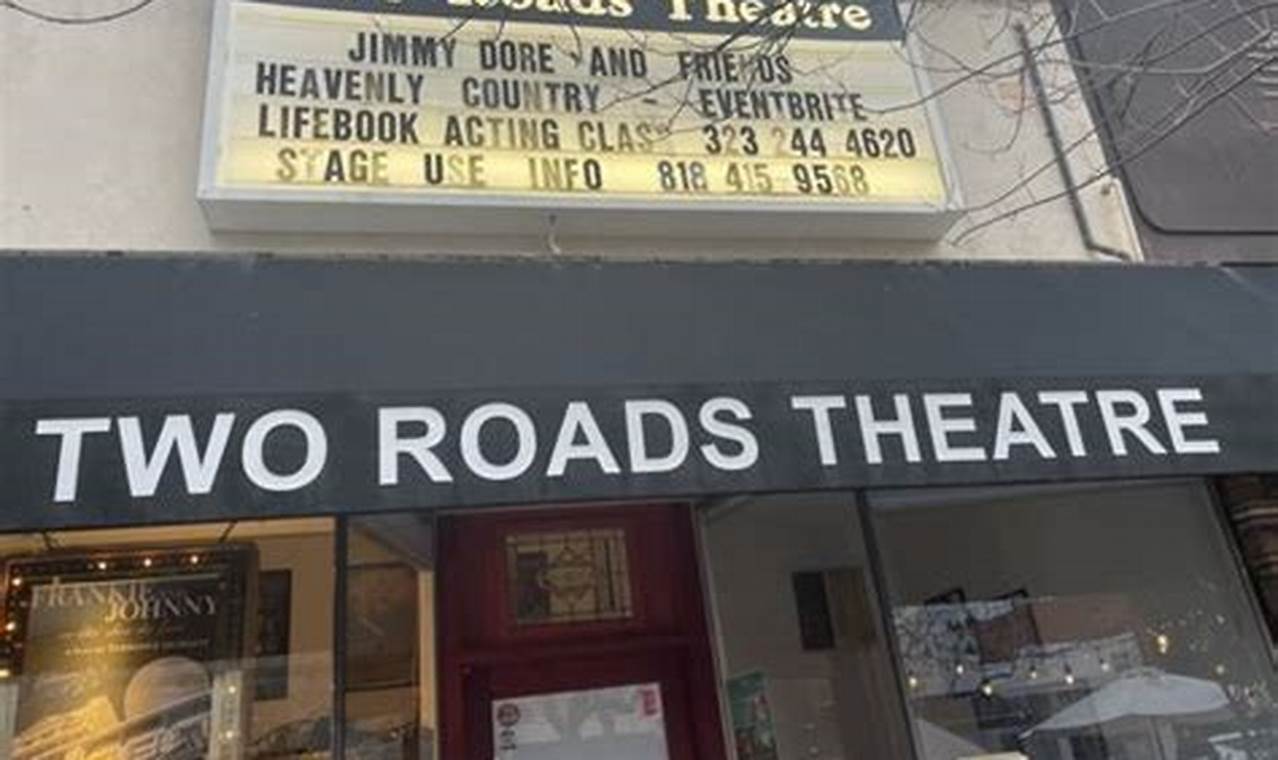 Roads Theatre
JIMMY DORE AND FRIENDS
HEAVENLY COUNTRY - EVENTBRITE
LIFEBOOK ACTING CLASS 323 244 4620
STAGE USE INFO 818 415 9568
TWO ROADS THEATRE
FRANKIE
JOHNNY